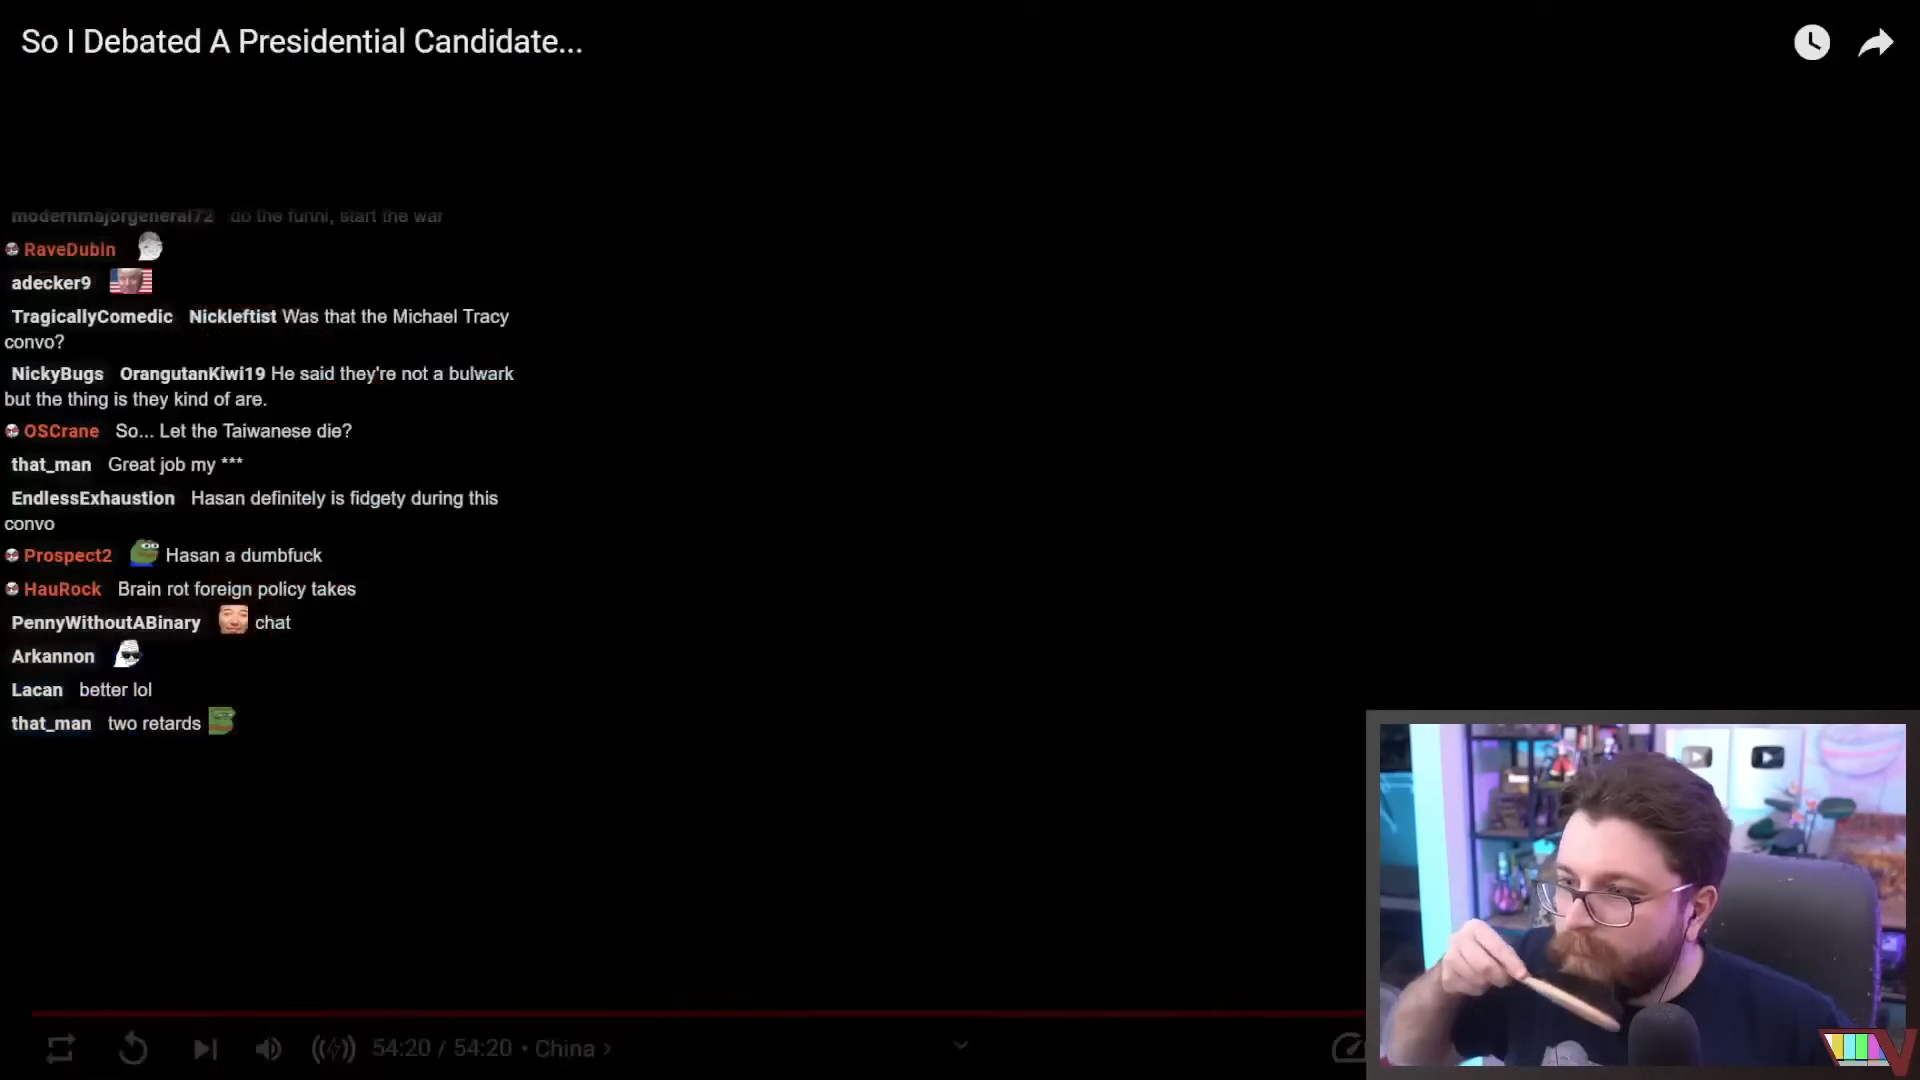 So I Debated A Presidential Candidate...
modernmajorgeneral72 do the funni, start the war
RaveDubin
adecker9
TragicallyComedic Nickleftist Was that the Michael Tracy
convo?
NickyBugs OrangutanKiwi19 He said they're not a bulwark
but the thing is they kind of are.
OSCrane So... Let the Taiwanese die?
that_man Great job my ***
EndlessExhaustion Hasan definitely is fidgety during this
convo
Prospect2 Hasan a dumbfuck
HauRock Brain rot foreign policy takes
PennyWithoutABinary chat
Arkannon
Lacan better lol
that_man two retards
54:20 / 54:20 • China ›